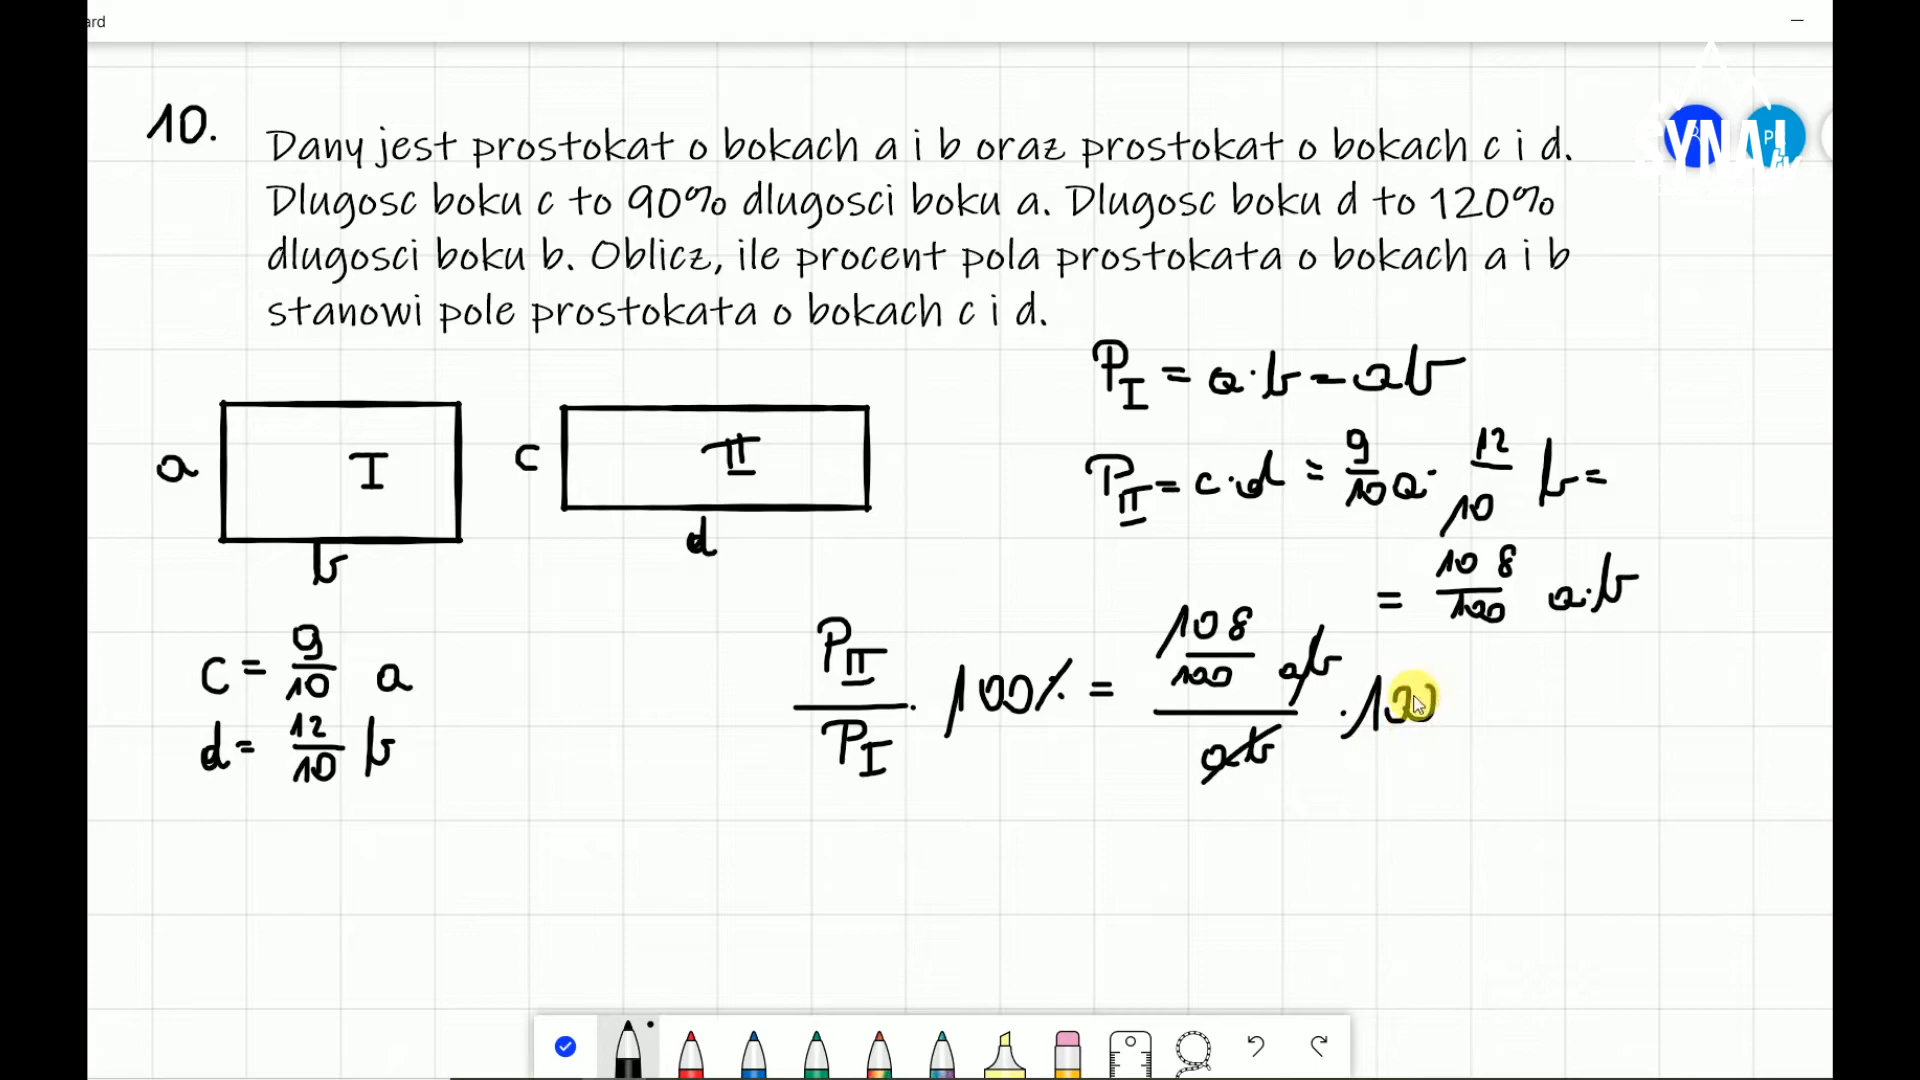 ard
10.
Dany jest prostokat o bokach a i b oraz prostokat o bokach c i d.
Dlugosc boku c to 90% dlugosci boku a. Dlugosc boku d to 120%
dlugosci boku b. Oblicz, ile procent pola prostokata o bokach a i b
stanowi pole prostokata o bokach c i d.
P_I = a·b = ab
a I b
c II d
P_II = c·d = 9/10 a · 12/10 b =
= 108/100 a·b
c = 9/10 a
d = 12/10 b
P_II/P_I · 100% = (108/100 ab)/(ab) · 100
SYNAJ